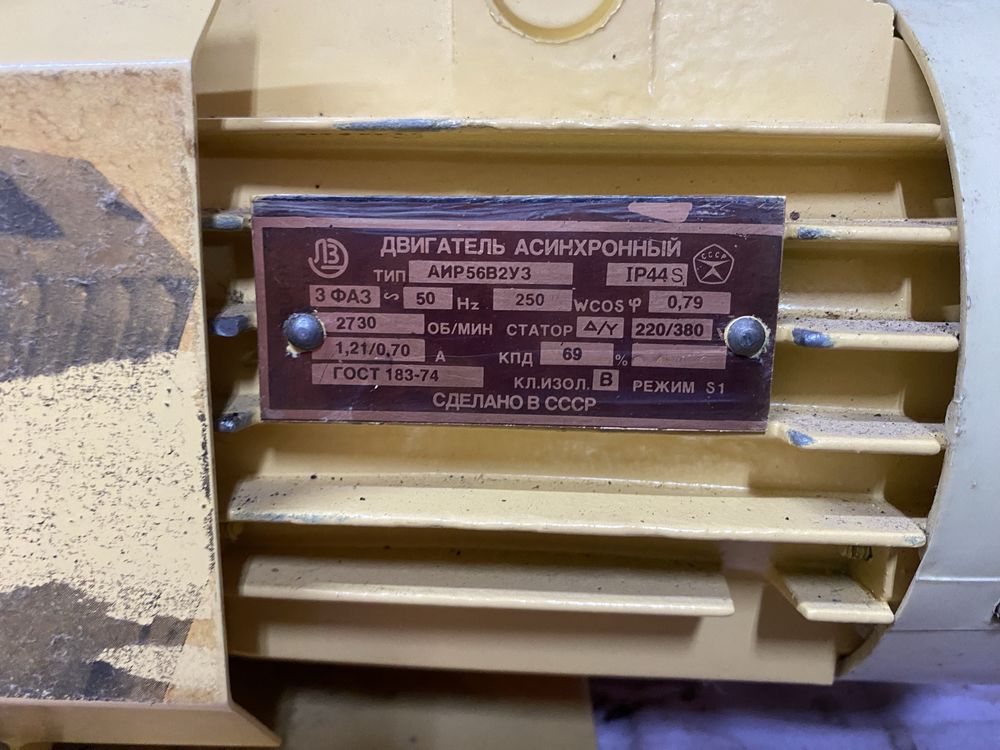 ЛЗ ДВИГАТЕЛЬ АСИНХРОННЫЙ СССР
ТИП АИР56В2У3 IP44S
3 ФАЗ ~ 50 Hz 250 W COS φ 0,79
2730 ОБ/МИН СТАТОР Δ/Y 220/380
1,21/0,70 А КПД 69 %
ГОСТ 183-74 КЛ.ИЗОЛ. В РЕЖИМ S1
СДЕЛАНО В СССР